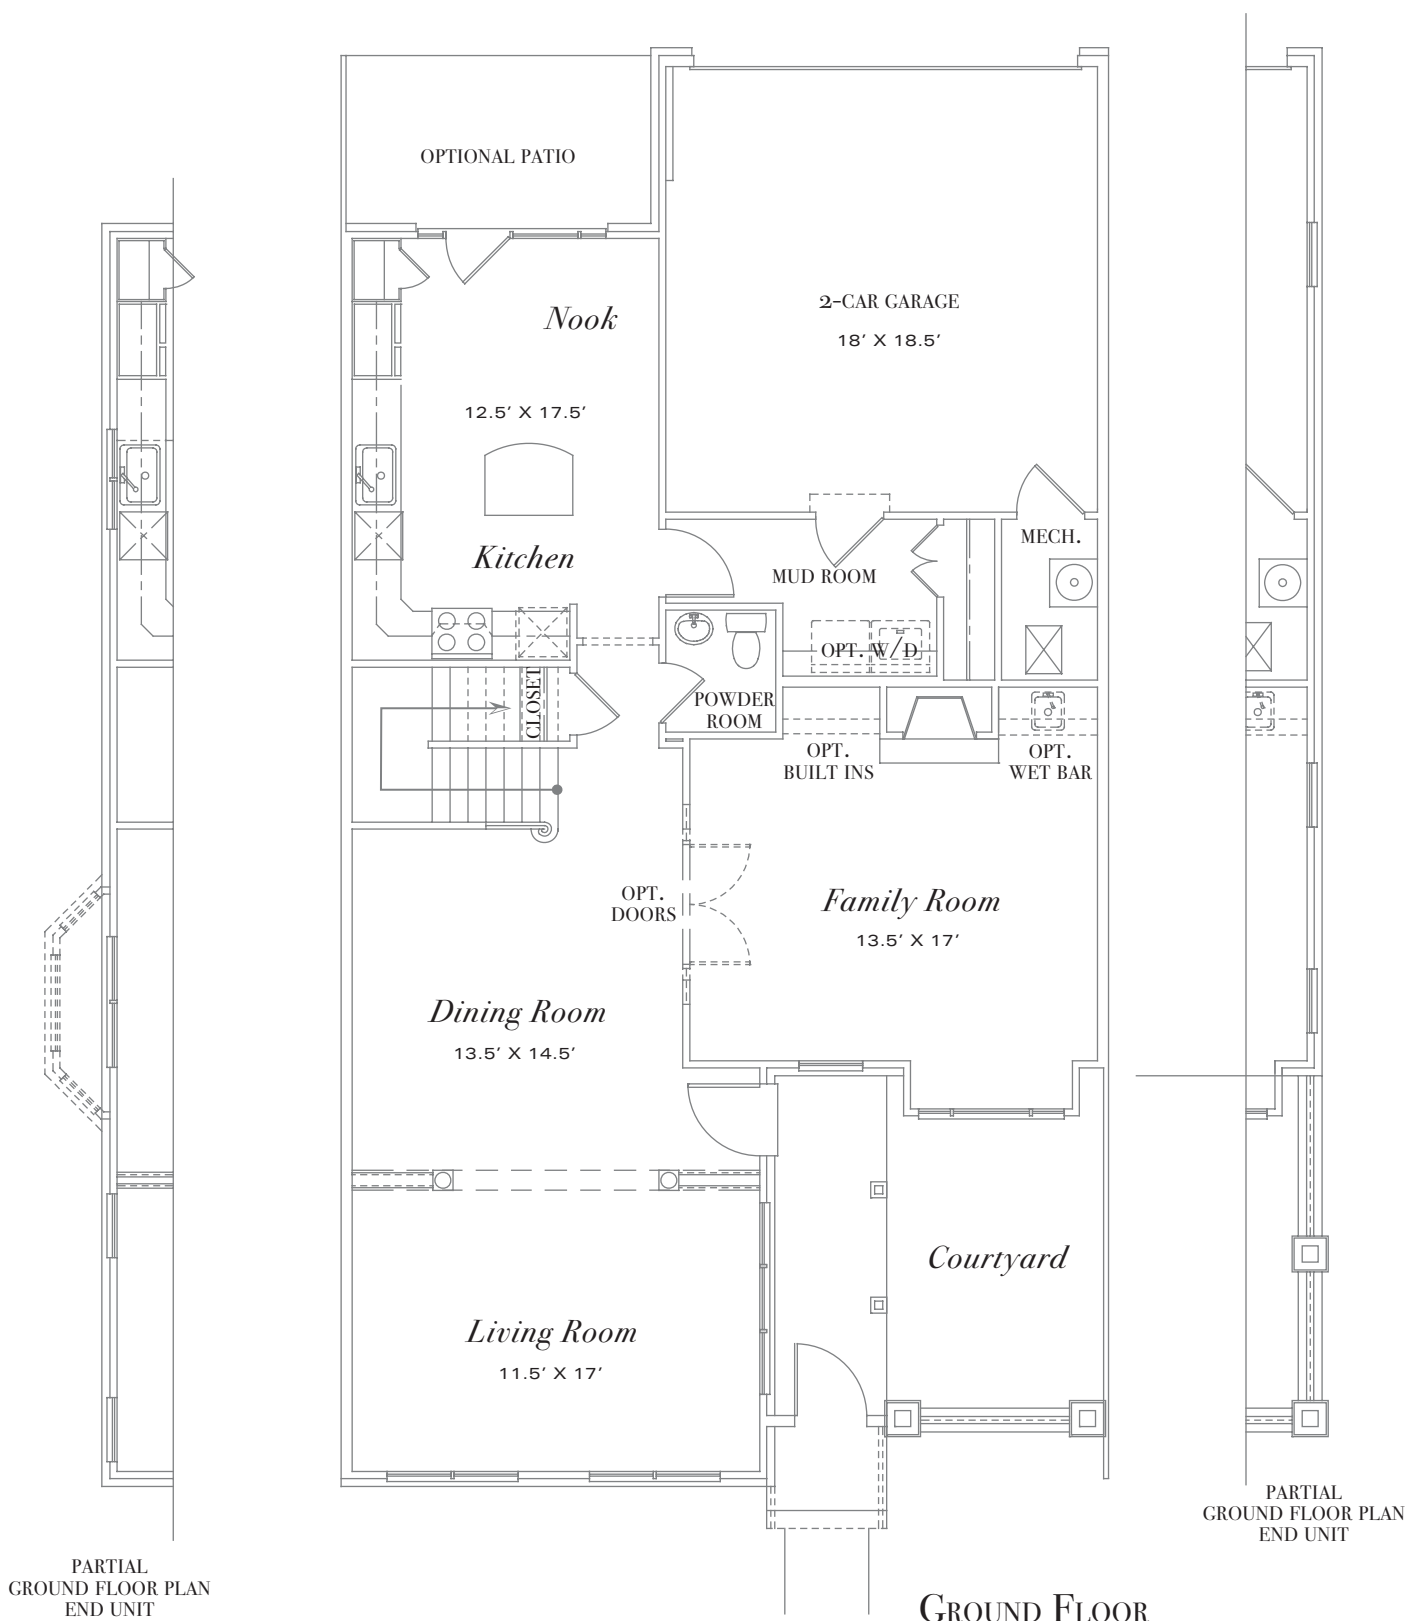 OPTIONAL PATIO
Nook
2-CAR GARAGE
18' X 18.5'
12.5' X 17.5'
Kitchen
MECH.
MUD ROOM
OPT. W/D
CLOSET
POWDER
ROOM
OPT.
BUILT INS
OPT.
WET BAR
OPT.
DOORS
Family Room
13.5' X 17'
Dining Room
13.5' X 14.5'
Courtyard
Living Room
11.5' X 17'
PARTIAL
GROUND FLOOR PLAN
END UNIT
PARTIAL
GROUND FLOOR PLAN
END UNIT
GROUND FLOOR